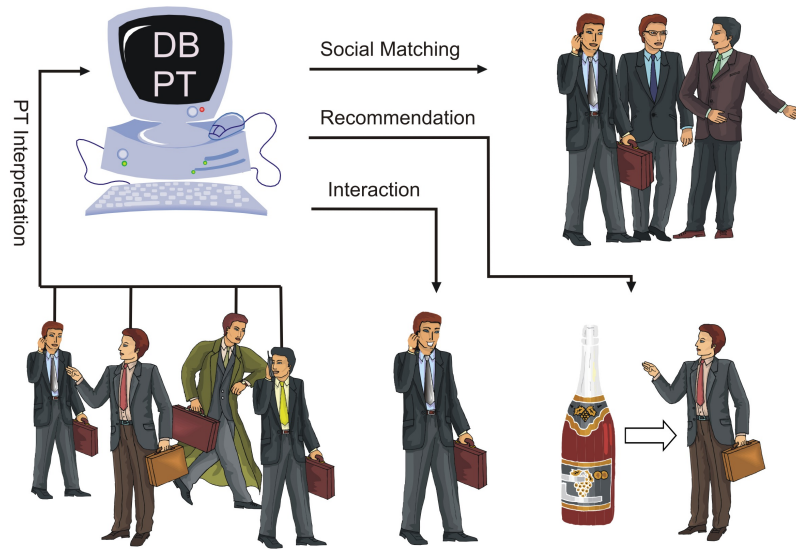 DB
PT
Social Matching
Recommendation
Interaction
PT Interpretation